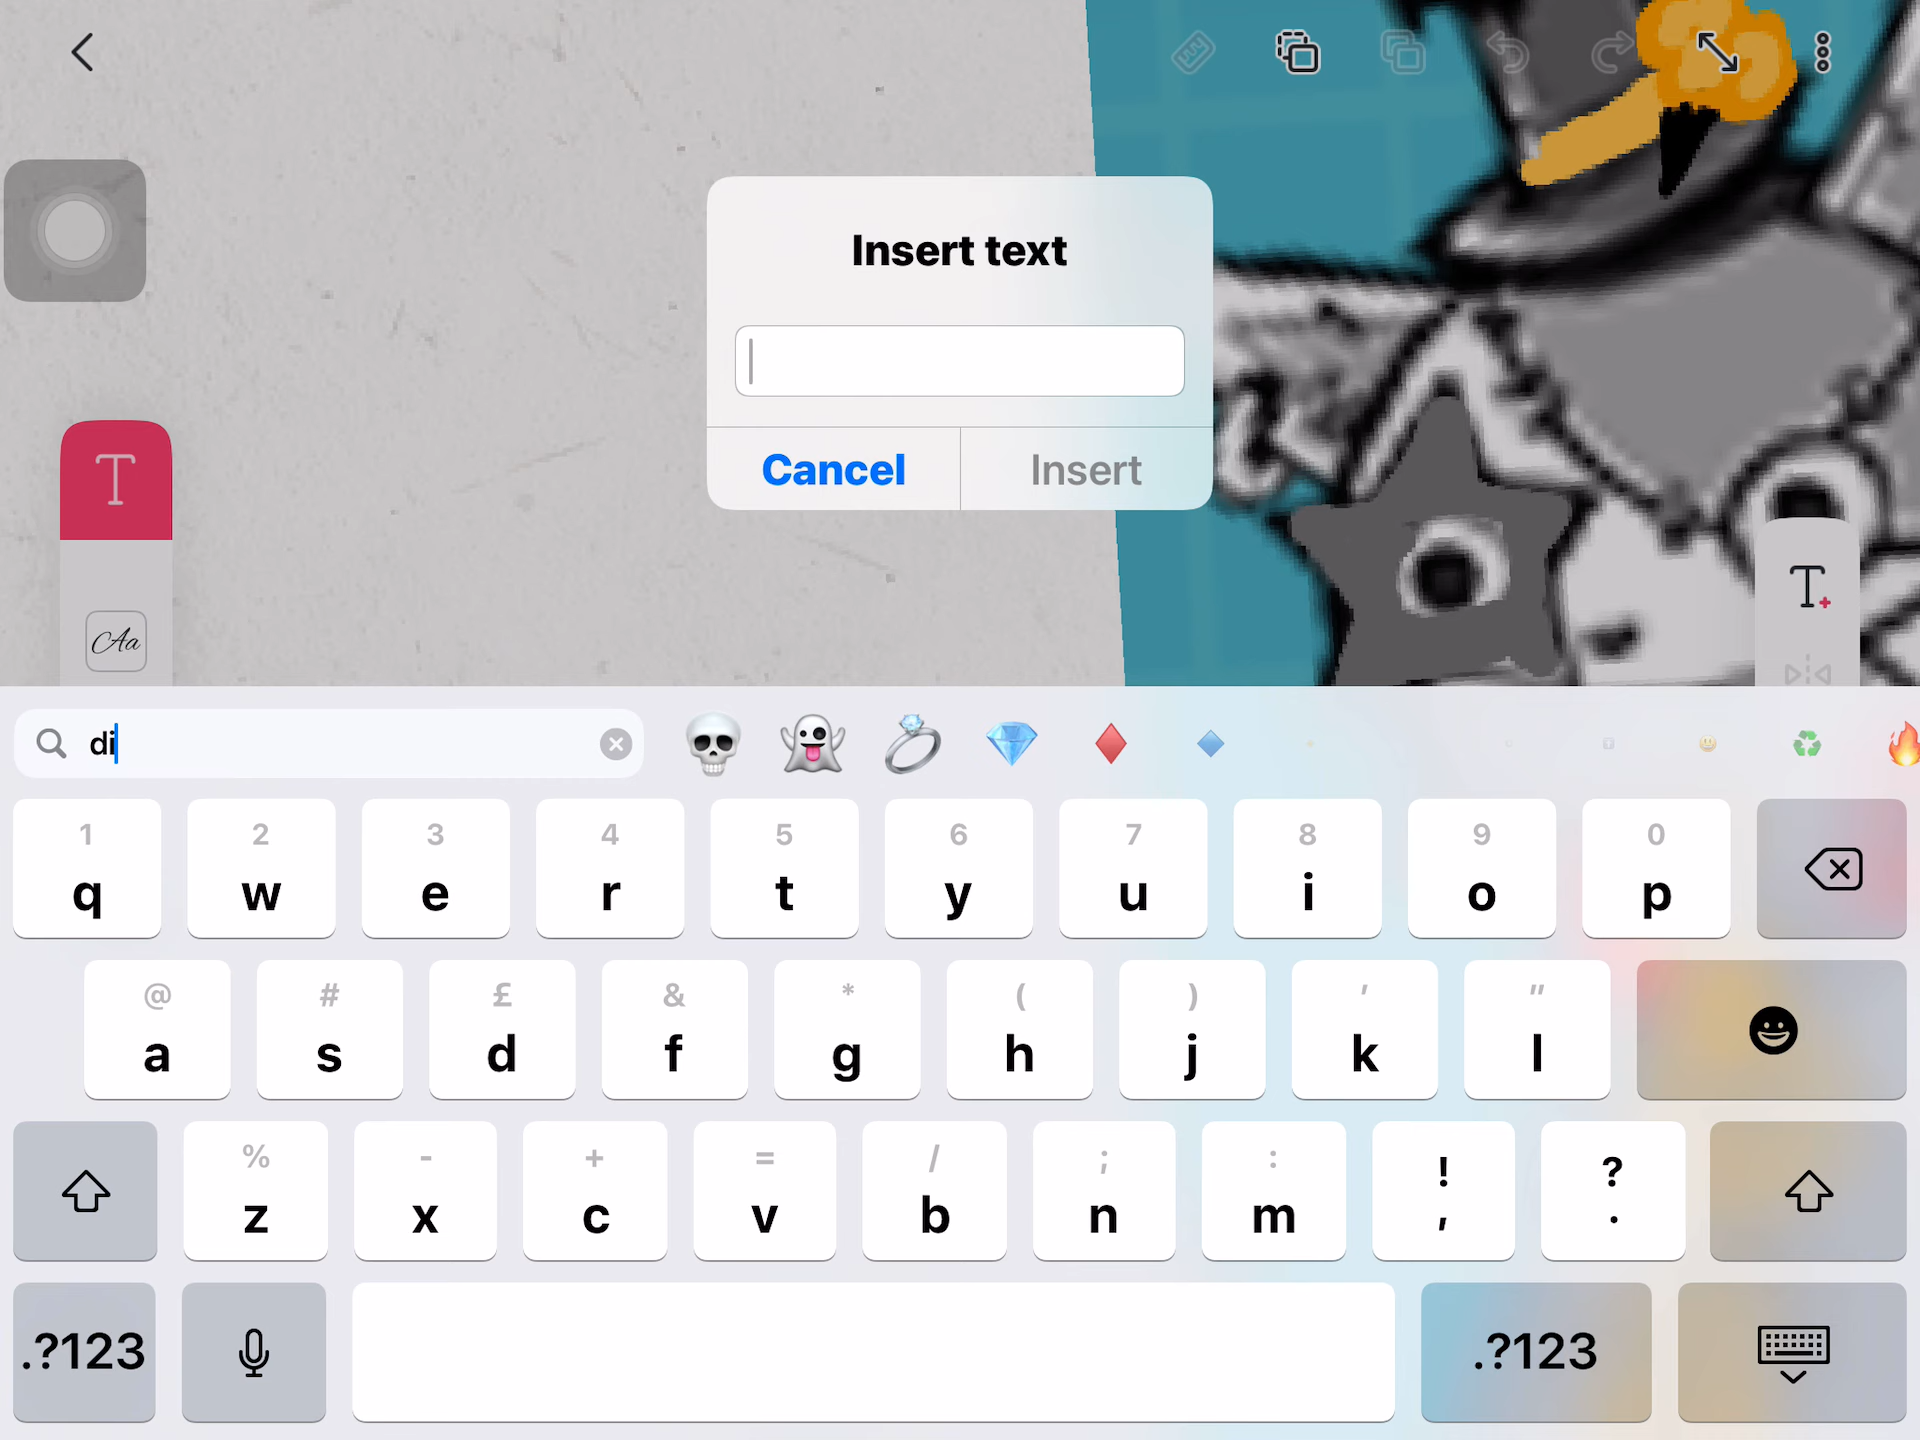 Insert text
Cancel Insert
T
Aa
T+
di
1 2 3 4 5 6 7 8 9 0
q w e r t y u i o p
@ # £ & * ( ) ' "
a s d f g h j k l
% - + = / ; : ! ?
z x c v b n m , .
.?123 .?123